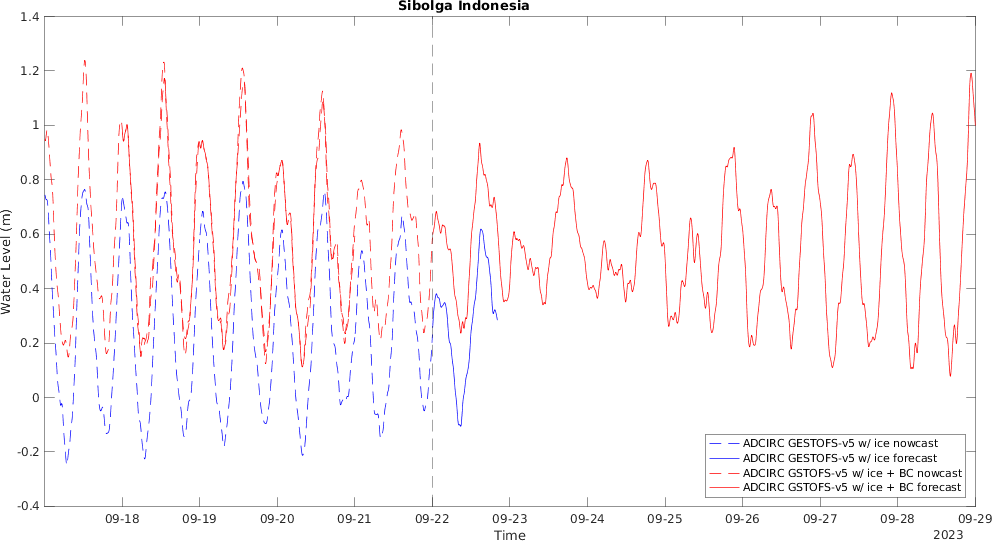 Sibolga Indonesia
1.4
1.2
1
0.8
0.6
0.4
0.2
0
-0.2
-0.4
Water Level (m)
ADCIRC GESTOFS-v5 w/ ice nowcast
ADCIRC GESTOFS-v5 w/ ice forecast
ADCIRC GSTOFS-v5 w/ ice + BC nowcast
ADCIRC GSTOFS-v5 w/ ice + BC forecast
09-18 09-19 09-20 09-21 09-22 09-23 09-24 09-25 09-26 09-27 09-28 09-29
Time
2023